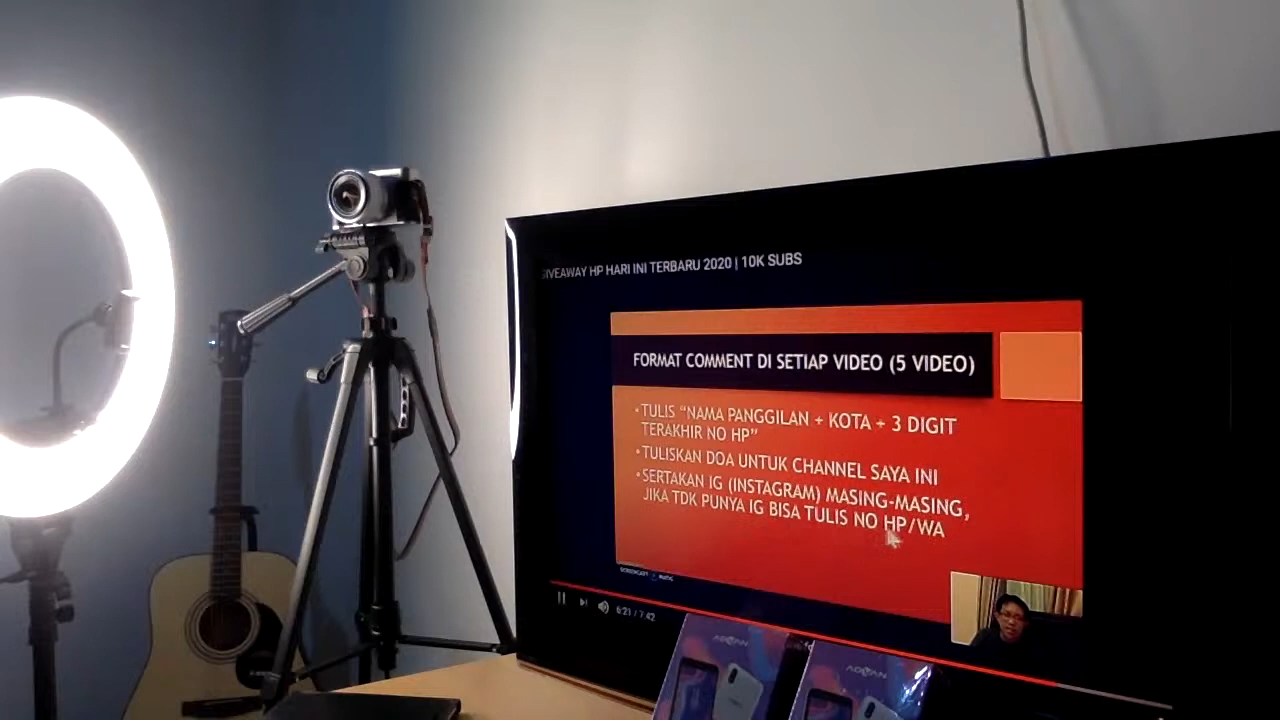 GIVEAWAY HP HARI INI TERBARU 2020 | 10K SUBS
FORMAT COMMENT DI SETIAP VIDEO (5 VIDEO)
• TULIS “NAMA PANGGILAN + KOTA + 3 DIGIT
TERAKHIR NO HP”
• TULISKAN DOA UNTUK CHANNEL SAYA INI
• SERTAKAN IG (INSTAGRAM) MASING-MASING,
JIKA TDK PUNYA IG BISA TULIS NO HP/WA
6:21 / 7:42
ADVAN
ADVAN